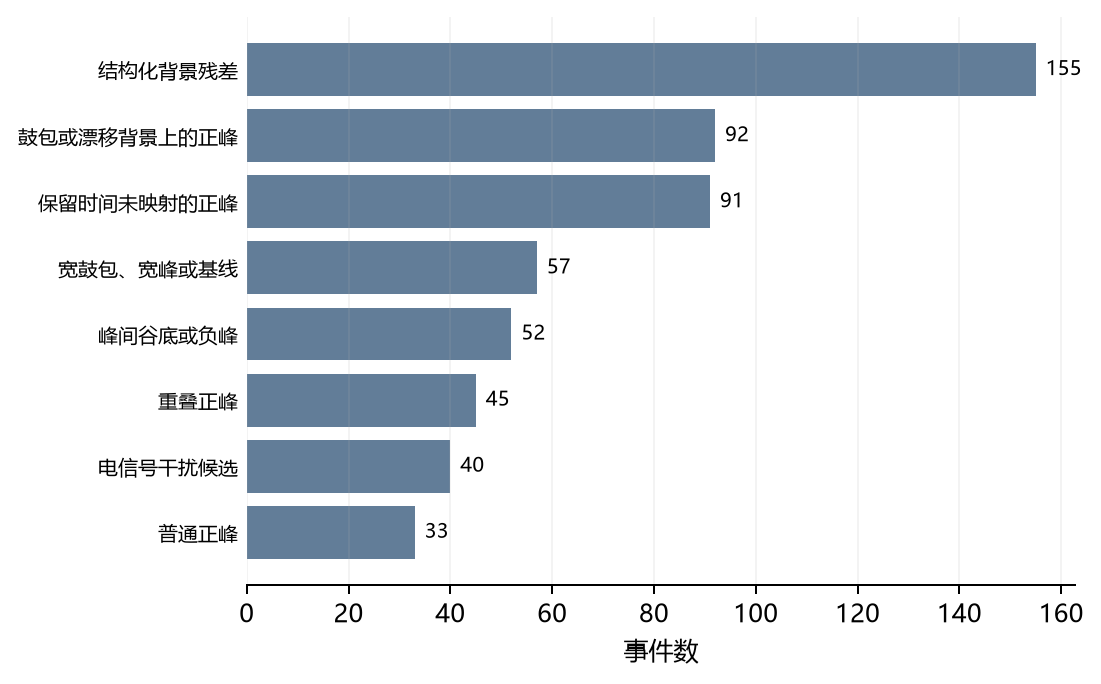 结构化背景残差 155
鼓包或漂移背景上的正峰 92
保留时间未映射的正峰 91
宽鼓包、宽峰或基线 57
峰间谷底或负峰 52
重叠正峰 45
电信号干扰候选 40
普通正峰 33
0 20 40 60 80 100 120 140 160
事件数